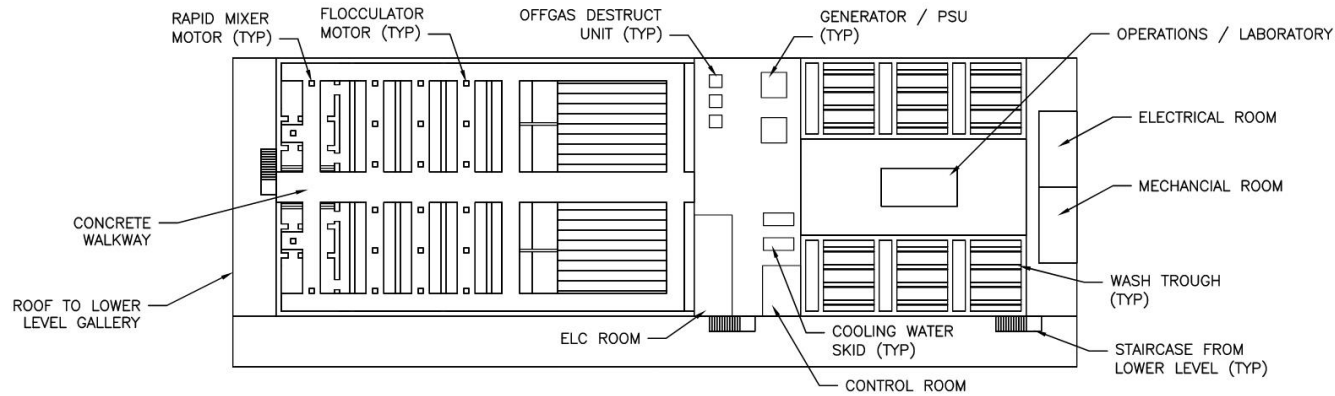 RAPID MIXER
MOTOR (TYP)
FLOCCULATOR
MOTOR (TYP)
OFFGAS DESTRUCT
UNIT (TYP)
GENERATOR / PSU
(TYP)
OPERATIONS / LABORATORY
ELECTRICAL ROOM
MECHANCIAL ROOM
CONCRETE
WALKWAY
ROOF TO LOWER
LEVEL GALLERY
ELC ROOM
COOLING WATER
SKID (TYP)
CONTROL ROOM
WASH TROUGH
(TYP)
STAIRCASE FROM
LOWER LEVEL (TYP)